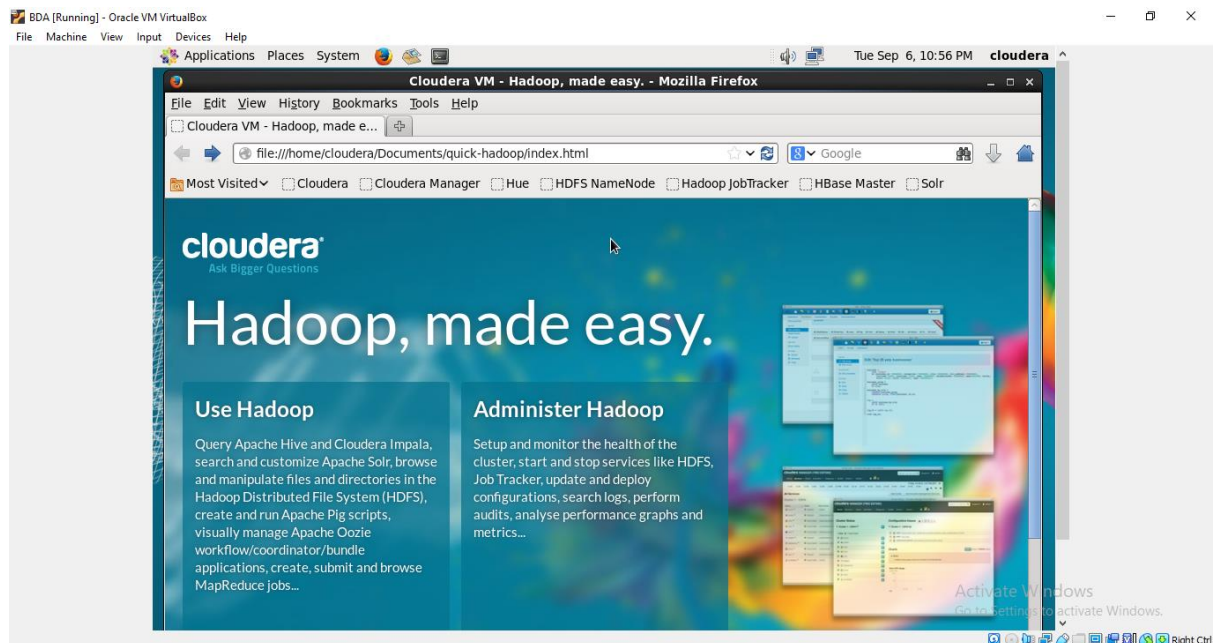 BDA [Running] - Oracle VM VirtualBox
File Machine View Input Devices Help
Applications Places System Tue Sep 6, 10:56 PM cloudera
Cloudera VM - Hadoop, made easy. - Mozilla Firefox
File Edit View History Bookmarks Tools Help
Cloudera VM - Hadoop, made e...
file:///home/cloudera/Documents/quick-hadoop/index.html Google
Most Visited Cloudera Cloudera Manager Hue HDFS NameNode Hadoop JobTracker HBase Master Solr
cloudera
Ask Bigger Questions
Hadoop, made easy.
Use Hadoop
Query Apache Hive and Cloudera Impala,
search and customize Apache Solr, browse
and manipulate files and directories in the
Hadoop Distributed File System (HDFS),
create and run Apache Pig scripts,
visually manage Apache Oozie
workflow/coordinator/bundle
applications, create, submit and browse
MapReduce jobs...
Administer Hadoop
Setup and monitor the health of the
cluster, start and stop services like HDFS,
Job Tracker, update and deploy
configurations, search logs, perform
audits, analyse performance graphs and
metrics...
Activate Windows
Go to Settings to activate Windows.
Right Ctrl